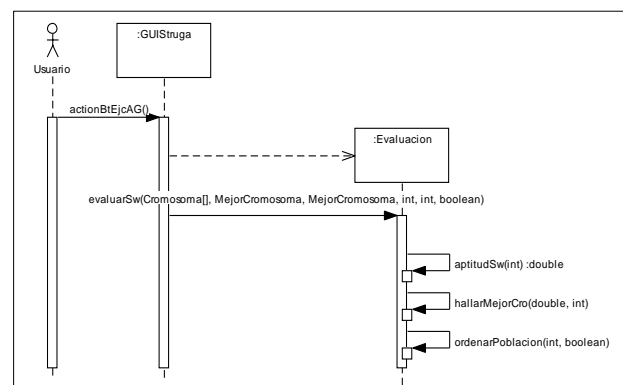 :GUIStruga
Usuario
actionBtEjcAG()
:Evaluacion
evaluarSw(Cromosoma[], MejorCromosoma, MejorCromosoma, int, int, boolean)
aptitudSw(int) :double
hallarMejorCro(double, int)
ordenarPoblacion(int, boolean)